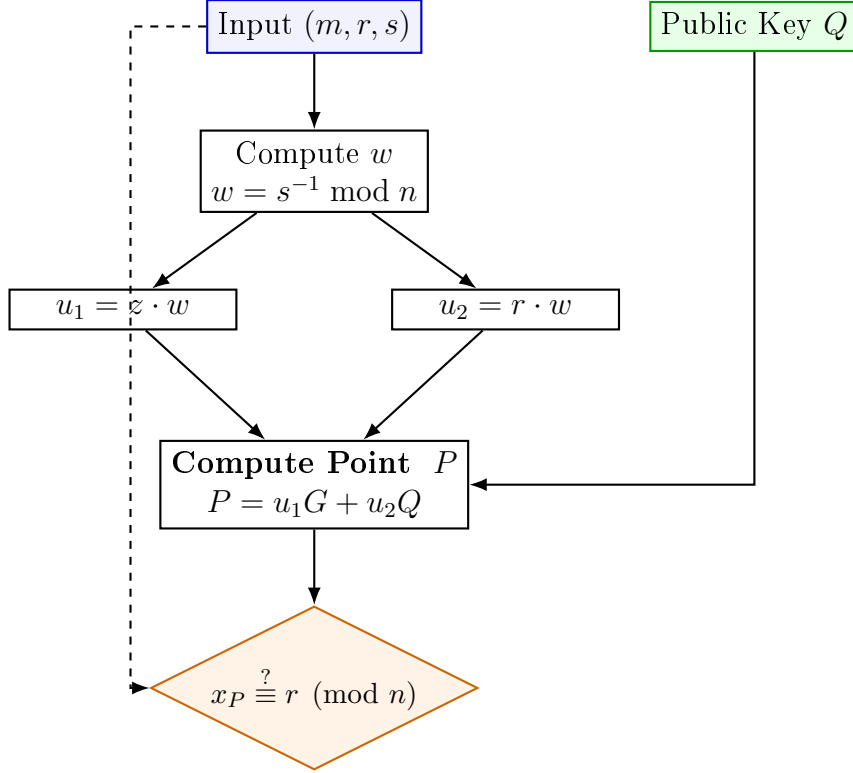 Input (m, r, s)
Public Key Q
Compute w
w = s⁻¹ mod n
u₁ = z · w
u₂ = r · w
Compute Point P
P = u₁G + u₂Q
x_P ≟≡ r (mod n)